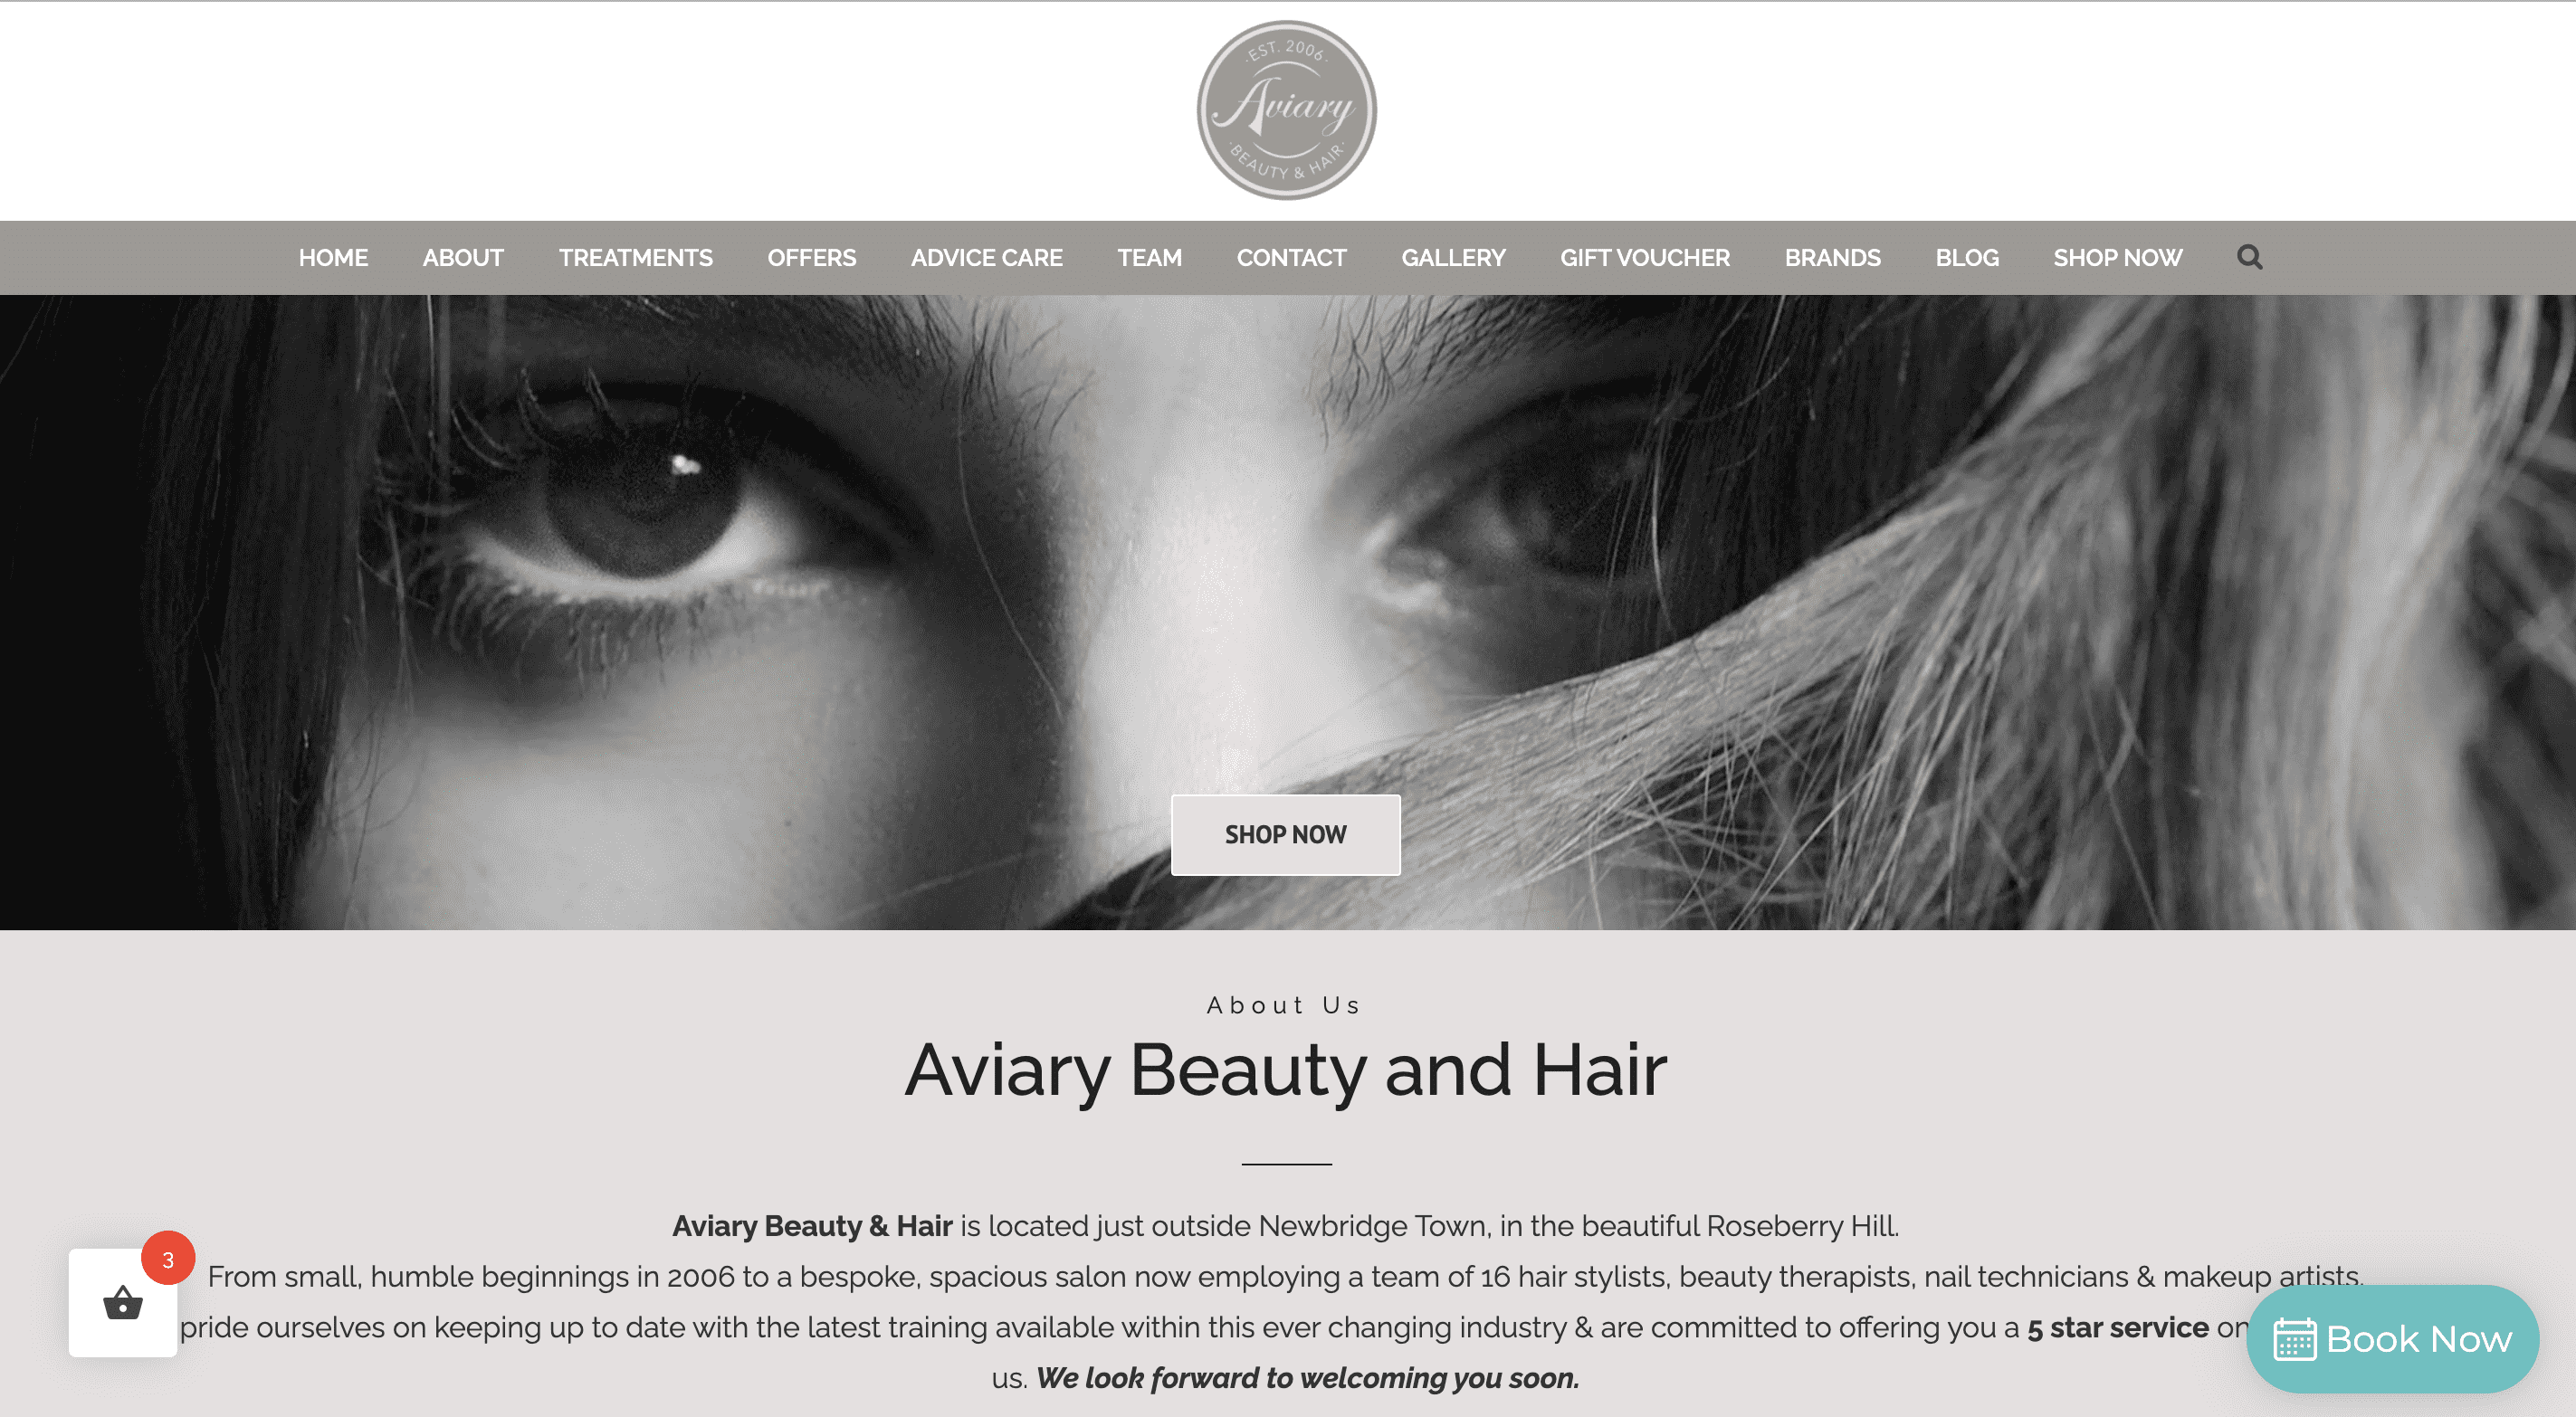 ·EST. 2006·
Aviary
·BEAUTY & HAIR·
HOME ABOUT TREATMENTS OFFERS ADVICE CARE TEAM CONTACT GALLERY GIFT VOUCHER BRANDS BLOG SHOP NOW
SHOP NOW
About Us
Aviary Beauty and Hair
Aviary Beauty & Hair is located just outside Newbridge Town, in the beautiful Roseberry Hill.
3
From small, humble beginnings in 2006 to a bespoke, spacious salon now employing a team of 16 hair stylists, beauty therapists, nail technicians & makeup artists.
pride ourselves on keeping up to date with the latest training available within this ever changing industry & are committed to offering you a 5 star service on
Book Now
us. We look forward to welcoming you soon.